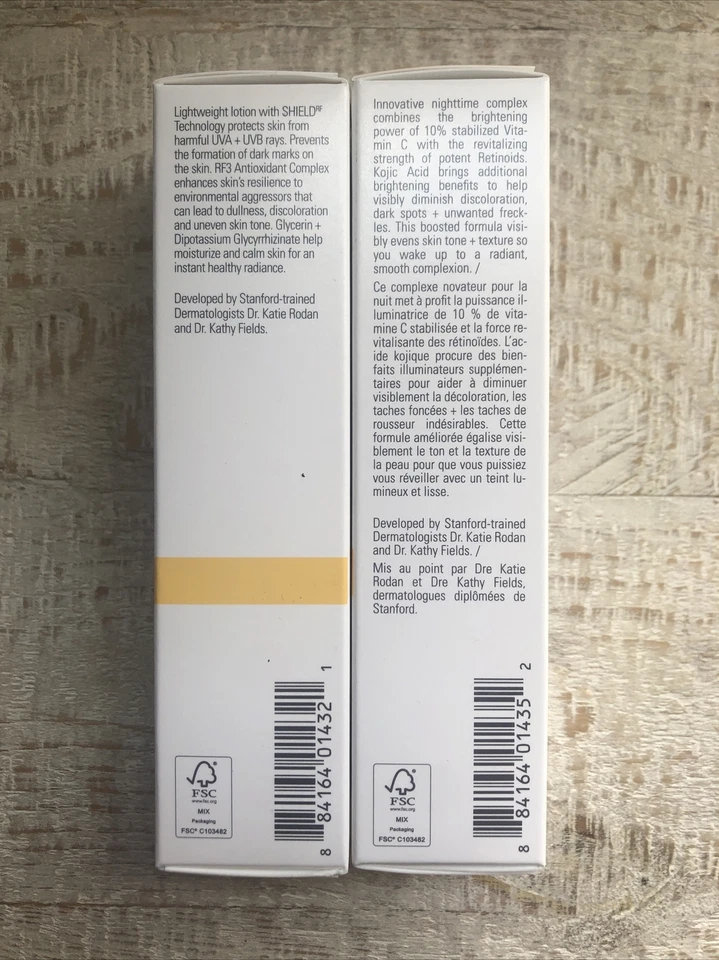 Lightweight lotion with SHIELDRF
Technology protects skin from
harmful UVA + UVB rays. Prevents
the formation of dark marks on
the skin. RF3 Antioxidant Complex
enhances skin's resilience to
environmental aggressors that
can lead to dullness, discoloration
and uneven skin tone. Glycerin +
Dipotassium Glycyrrhizinate help
moisturize and calm skin for an
instant healthy radiance.
Developed by Stanford-trained
Dermatologists Dr. Katie Rodan
and Dr. Kathy Fields.
FSC
www.fsc.org
MIX
Packaging
FSC® C103482
8 84164 01432 1
Innovative nighttime complex
combines the brightening
power of 10% stabilized Vita-
min C with the revitalizing
strength of potent Retinoids.
Kojic Acid brings additional
brightening benefits to help
visibly diminish discoloration,
dark spots + unwanted freck-
les. This boosted formula visi-
bly evens skin tone + texture so
you wake up to a radiant,
smooth complexion. /
Ce complexe novateur pour la
nuit met à profit la puissance il-
luminatrice de 10 % de vita-
mine C stabilisée et la force re-
vitalisante des rétinoïdes. L'ac-
ide kojique procure des bien-
faits illuminateurs supplémen-
taires pour aider à diminuer
visiblement la décoloration, les
taches foncées + les taches de
rousseur indésirables. Cette
formule améliorée égalise visi-
blement le ton et la texture de
la peau pour que vous puissiez
vous réveiller avec un teint lu-
mineux et lisse.
Developed by Stanford-trained
Dermatologists Dr. Katie Rodan
and Dr. Kathy Fields. /
Mis au point par Dre Katie
Rodan et Dre Kathy Fields,
dermatologues diplômées de
Stanford.
FSC
www.fsc.org
MIX
Packaging
FSC® C103482
8 84164 01435 2